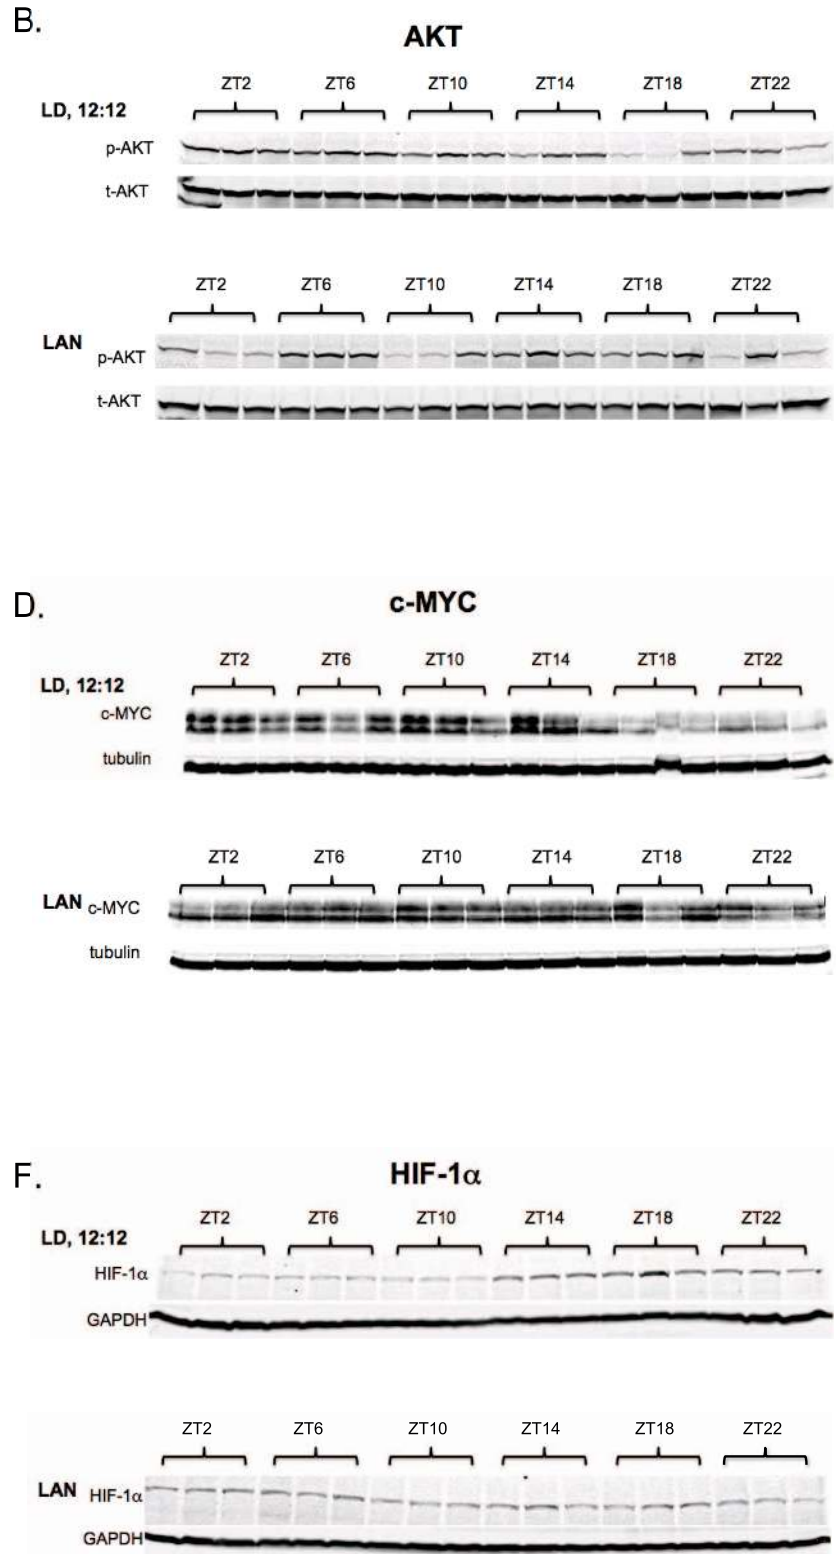 B.
AKT
ZT2 ZT6 ZT10 ZT14 ZT18 ZT22
LD, 12:12
p-AKT
t-AKT
ZT2 ZT6 ZT10 ZT14 ZT18 ZT22
LAN
p-AKT
t-AKT
D.
c-MYC
ZT2 ZT6 ZT10 ZT14 ZT18 ZT22
LD, 12:12
c-MYC
tubulin
ZT2 ZT6 ZT10 ZT14 ZT18 ZT22
LAN c-MYC
tubulin
F.
HIF-1α
ZT2 ZT6 ZT10 ZT14 ZT18 ZT22
LD, 12:12
HIF-1α
GAPDH
ZT2 ZT6 ZT10 ZT14 ZT18 ZT22
LAN HIF-1α
GAPDH